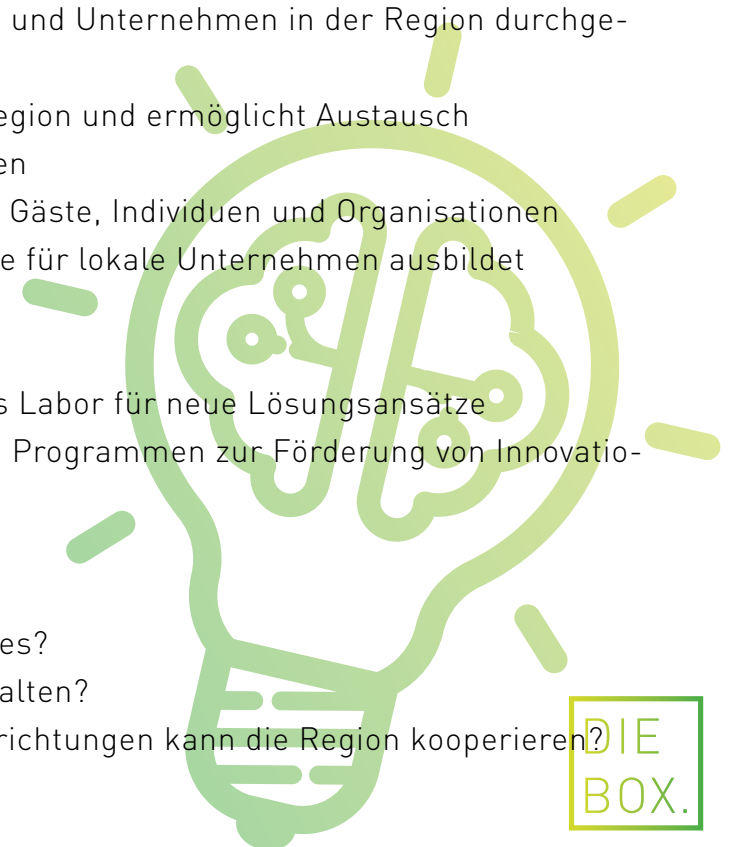 und Unternehmen in der Region durchge-
egion und ermöglicht Austausch
en
Gäste, Individuen und Organisationen
e für lokale Unternehmen ausbildet
s Labor für neue Lösungsansätze
Programmen zur Förderung von Innovatio-
es?
alten?
richtungen kann die Region kooperieren?
DIE
BOX.